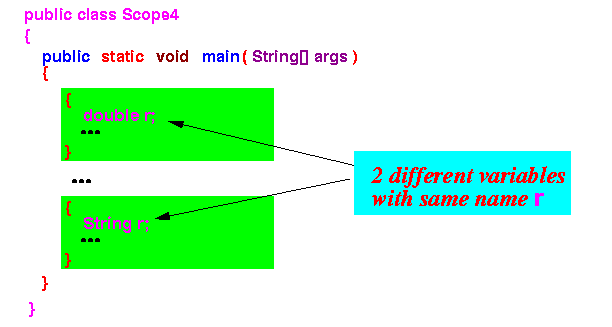 public class Scope4
{
public static void main( String[] args )
{
{
double r;
...
}
...
{
String r;
...
}
}
}
2 different variables
with same name r